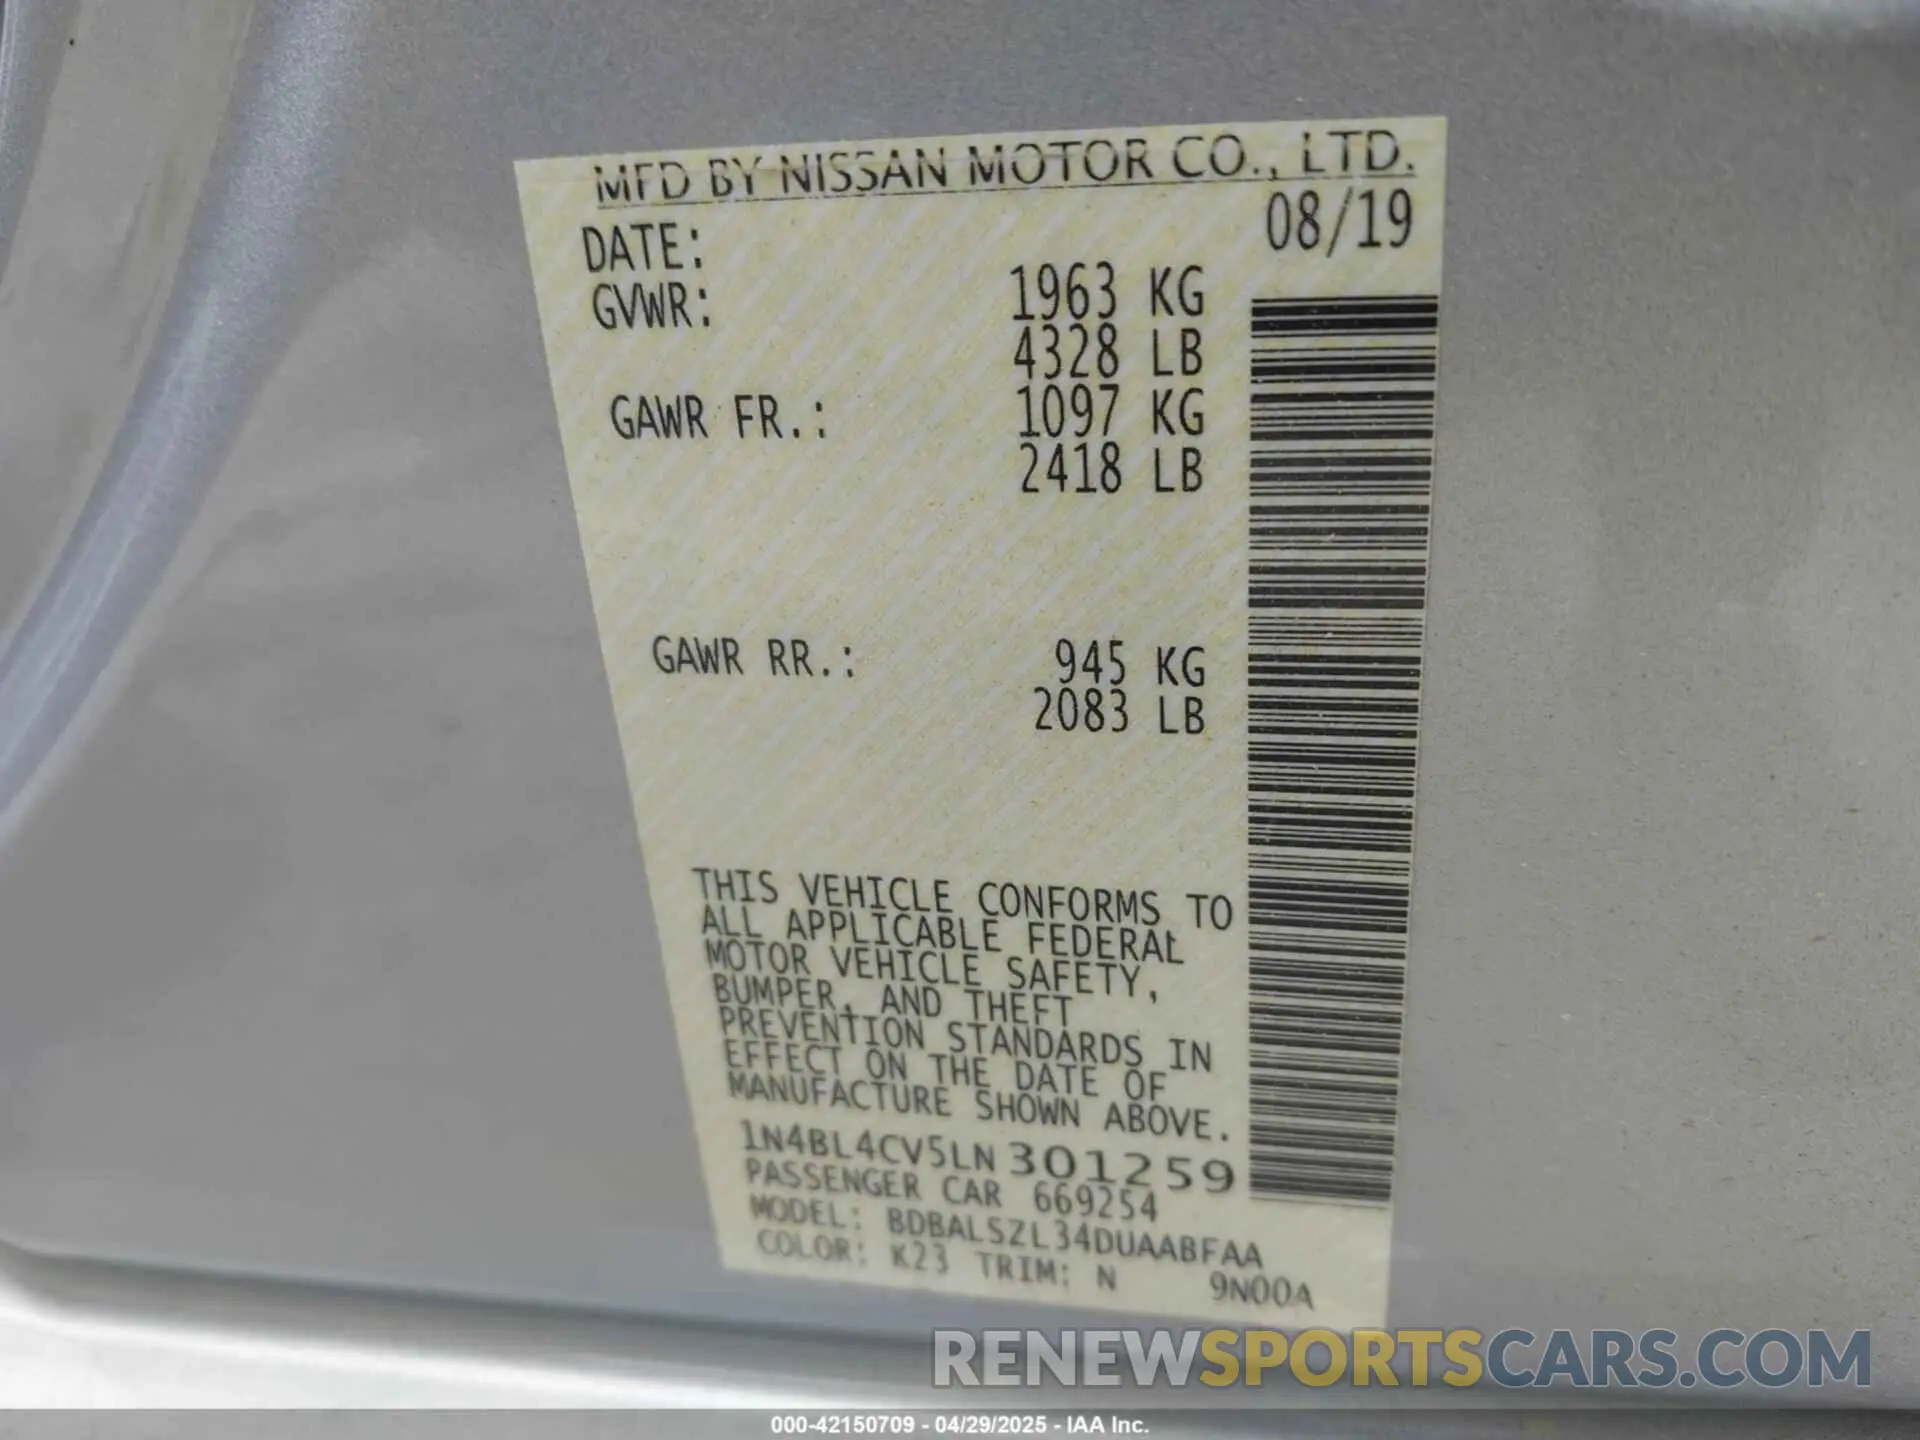 MFD BY NISSAN MOTOR CO., LTD.
DATE: 08/19
GVWR: 1963 KG
4328 LB
GAWR FR.: 1097 KG
2418 LB
GAWR RR.: 945 KG
2083 LB
THIS VEHICLE CONFORMS TO
ALL APPLICABLE FEDERAL
MOTOR VEHICLE SAFETY,
BUMPER, AND THEFT
PREVENTION STANDARDS IN
EFFECT ON THE DATE OF
MANUFACTURE SHOWN ABOVE.
1N4BL4CV5LN301259
PASSENGER CAR 669254
MODEL: BDBALSZL34DUAABFAA
COLOR: K23 TRIM: N 9N00A
RENEWSPORTSCARS.COM
000-42150709 - 04/29/2025 - IAA Inc.